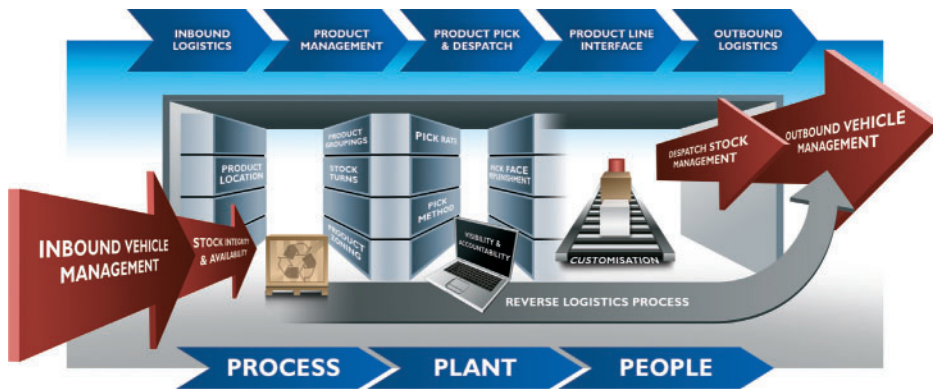 INBOUND
LOGISTICS
PRODUCT
MANAGEMENT
PRODUCT PICK
& DESPATCH
PRODUCT LINE
INTERFACE
OUTBOUND
LOGISTICS
INBOUND VEHICLE
MANAGEMENT
STOCK INTEGRITY
& AVAILABILITY
PRODUCT
LOCATION
PRODUCT
GROUPINGS
STOCK
TURNS
PRODUCT
ZONING
PICK RATE
PICK
METHOD
PICK FACE
REPLENISHMENT
VISIBILITY &
ACCOUNTABILITY
CUSTOMISATION
DESPATCH STOCK
MANAGEMENT
OUTBOUND VEHICLE
MANAGEMENT
REVERSE LOGISTICS PROCESS
PROCESS
PLANT
PEOPLE